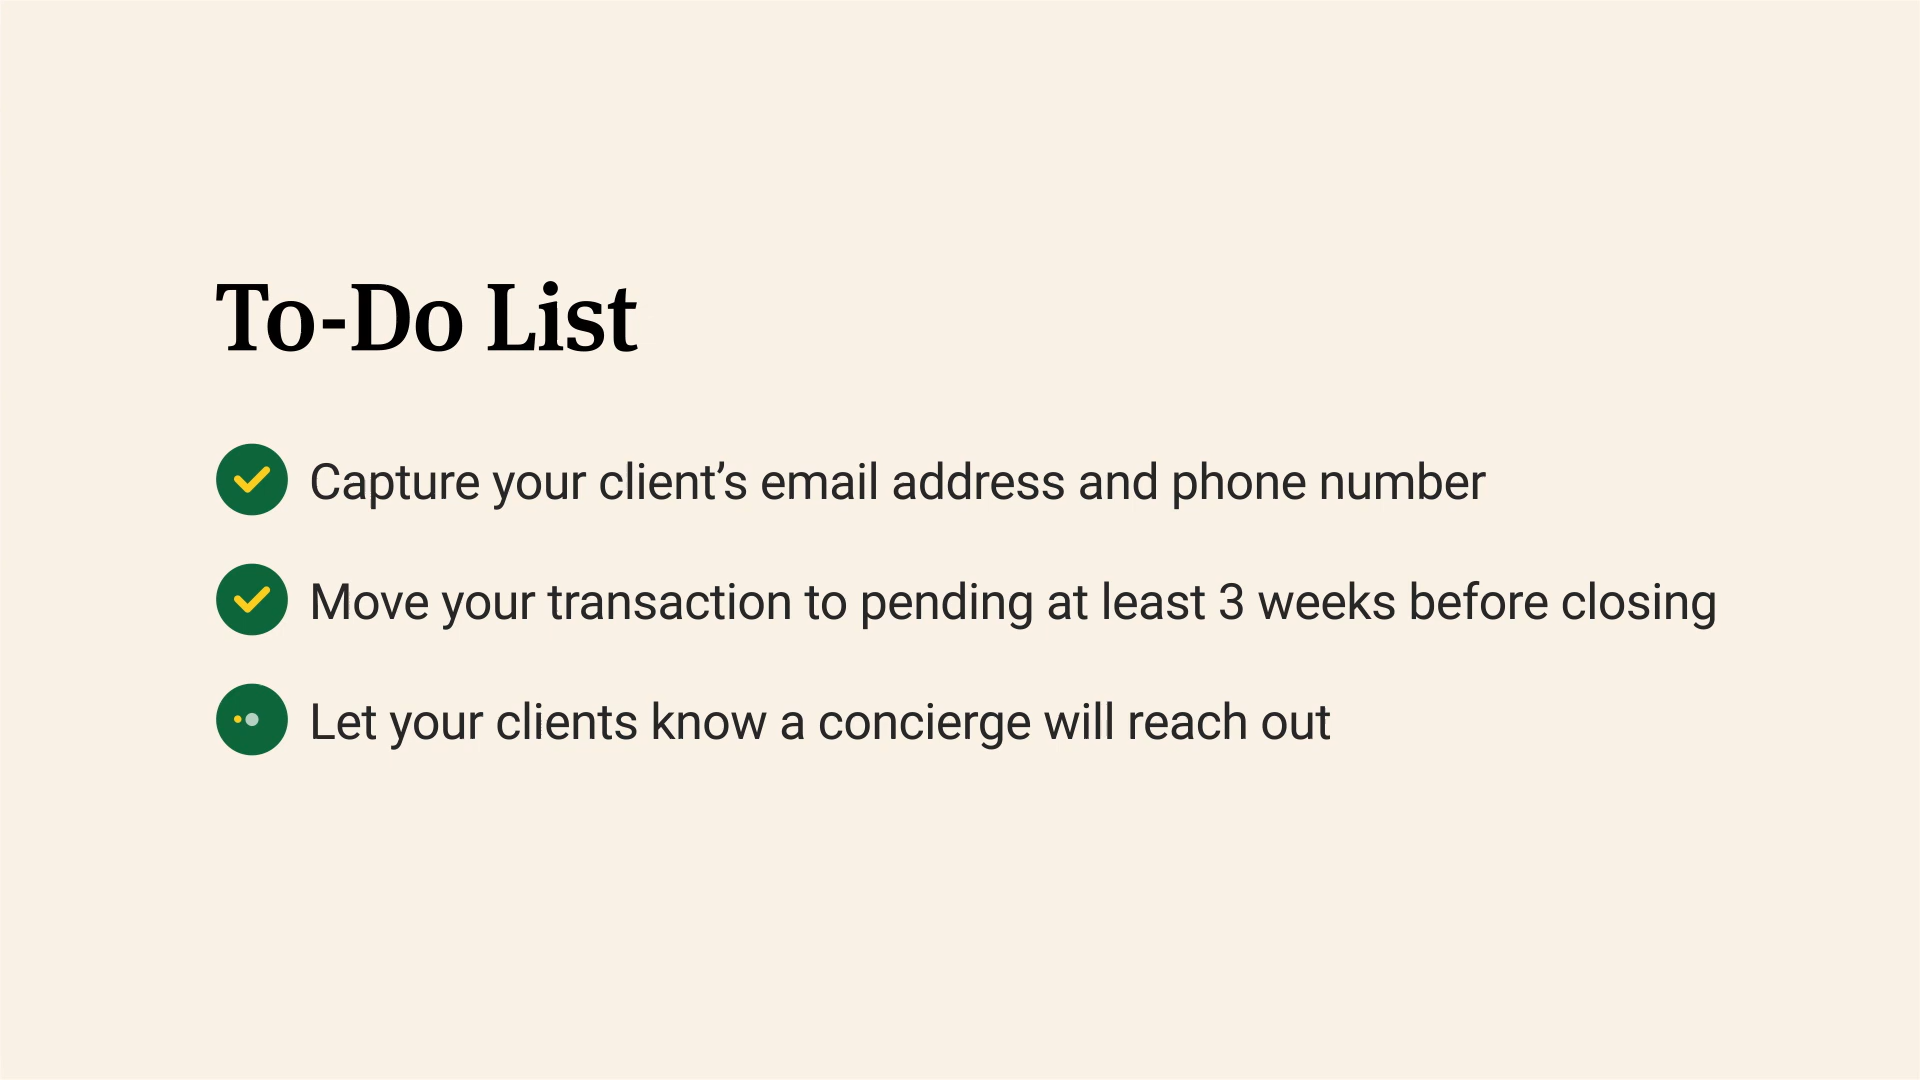 To-Do List
Capture your client’s email address and phone number
Move your transaction to pending at least 3 weeks before closing
Let your clients know a concierge will reach out